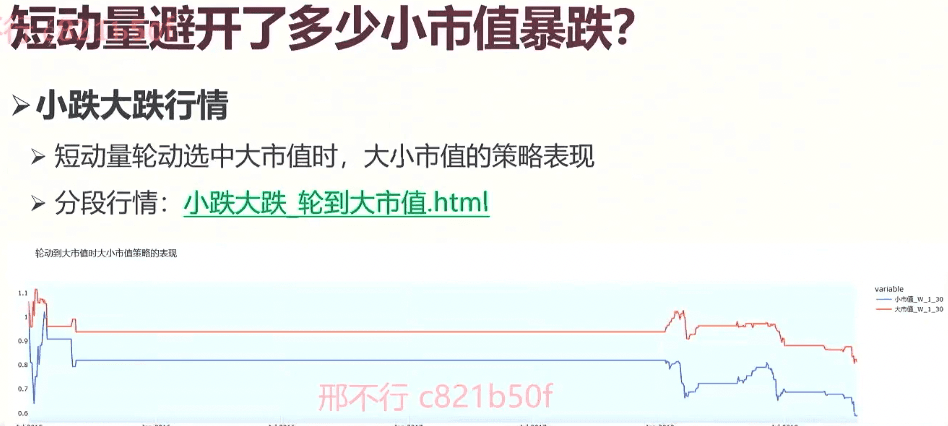 短动量避开了多少小市值暴跌?
➢小跌大跌行情
➢ 短动量轮动选中大市值时，大小市值的策略表现
➢ 分段行情：小跌大跌_轮到大市值.html
轮动到大市值时大小市值策略的表现
variable
小市值_W_1_30
大市值_W_1_30
1.1
1
0.9
0.8
0.7
0.6
邢不行 c821b50f